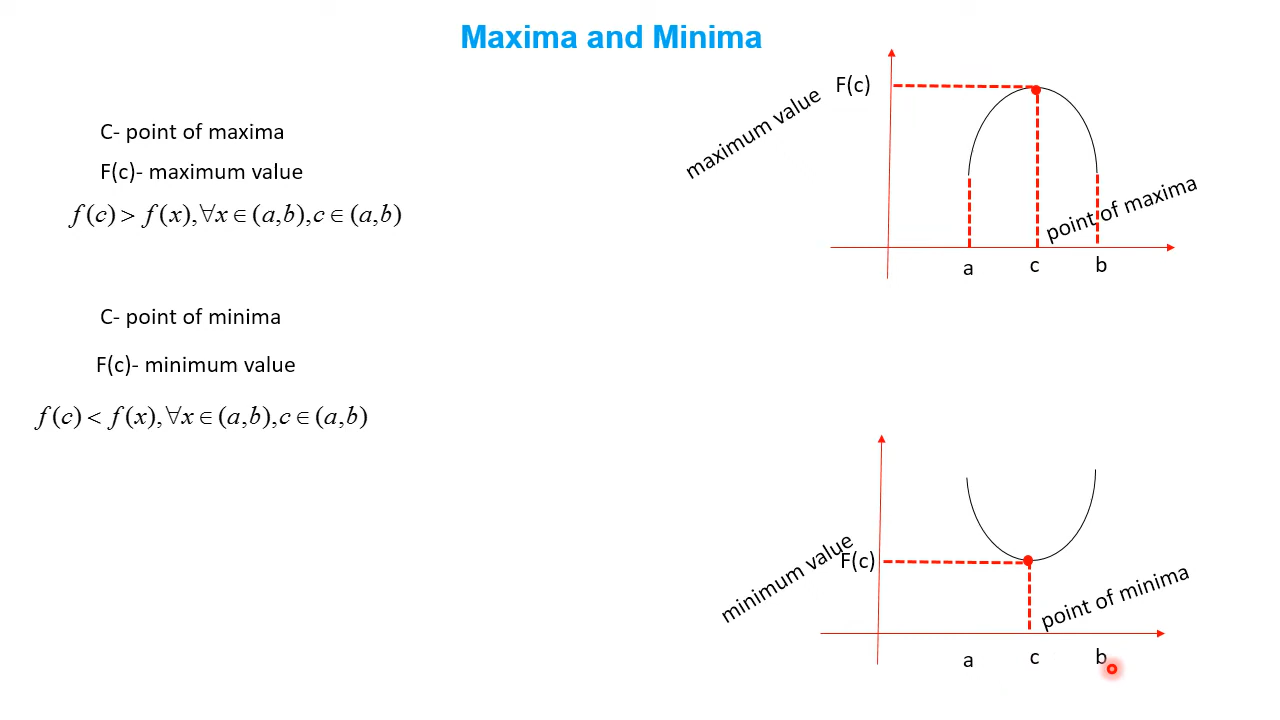 Maxima and Minima
C- point of maxima
F(c)- maximum value
f(c) > f(x),∀x∈(a,b),c∈(a,b)
F(c)
maximum value
point of maxima
a
c
b
C- point of minima
F(c)- minimum value
f(c) < f(x),∀x∈(a,b),c∈(a,b)
minimum value
F(c)
point of minima
a
c
b